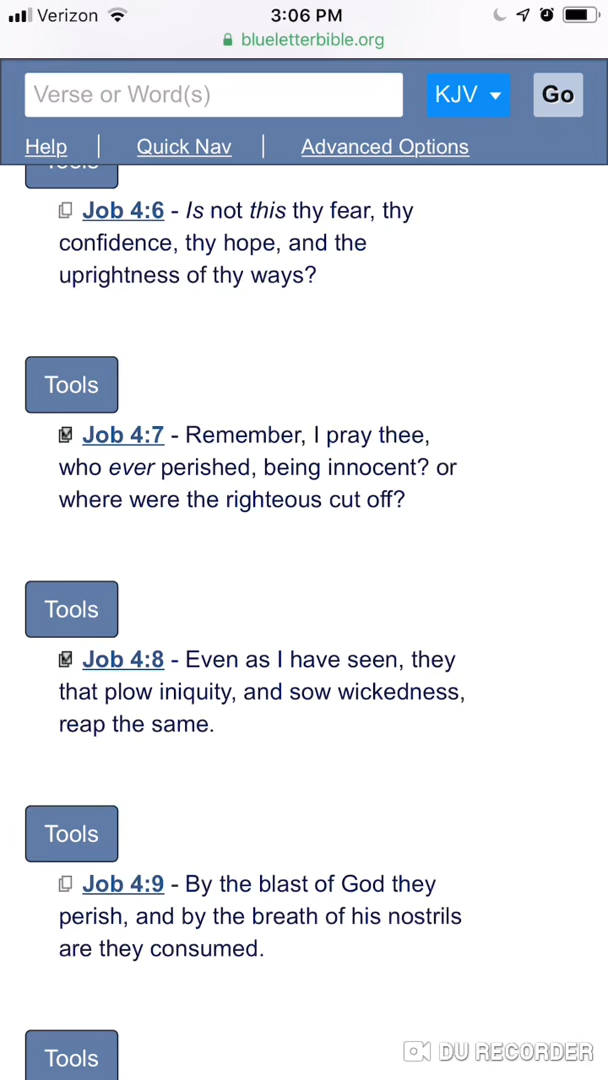 Verizon 3:06 PM
blueletterbible.org
Verse or Word(s) KJV Go
Help | Quick Nav | Advanced Options
Tools
Job 4:6 - Is not this thy fear, thy
confidence, thy hope, and the
uprightness of thy ways?
Tools
Job 4:7 - Remember, I pray thee,
who ever perished, being innocent? or
where were the righteous cut off?
Tools
Job 4:8 - Even as I have seen, they
that plow iniquity, and sow wickedness,
reap the same.
Tools
Job 4:9 - By the blast of God they
perish, and by the breath of his nostrils
are they consumed.
Tools
DU RECORDER